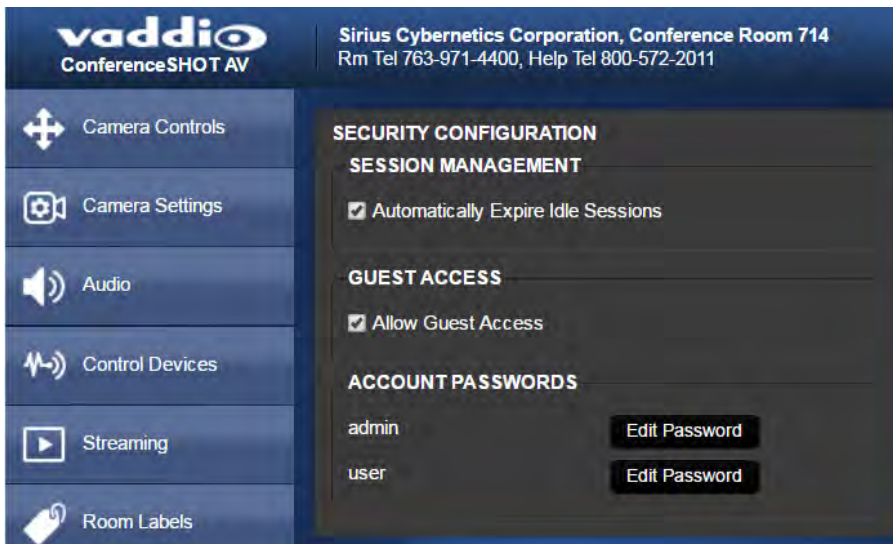 vaddio
ConferenceSHOT AV
Sirius Cybernetics Corporation, Conference Room 714
Rm Tel 763-971-4400, Help Tel 800-572-2011
Camera Controls
Camera Settings
Audio
Control Devices
Streaming
Room Labels
SECURITY CONFIGURATION
SESSION MANAGEMENT
Automatically Expire Idle Sessions
GUEST ACCESS
Allow Guest Access
ACCOUNT PASSWORDS
admin Edit Password
user Edit Password